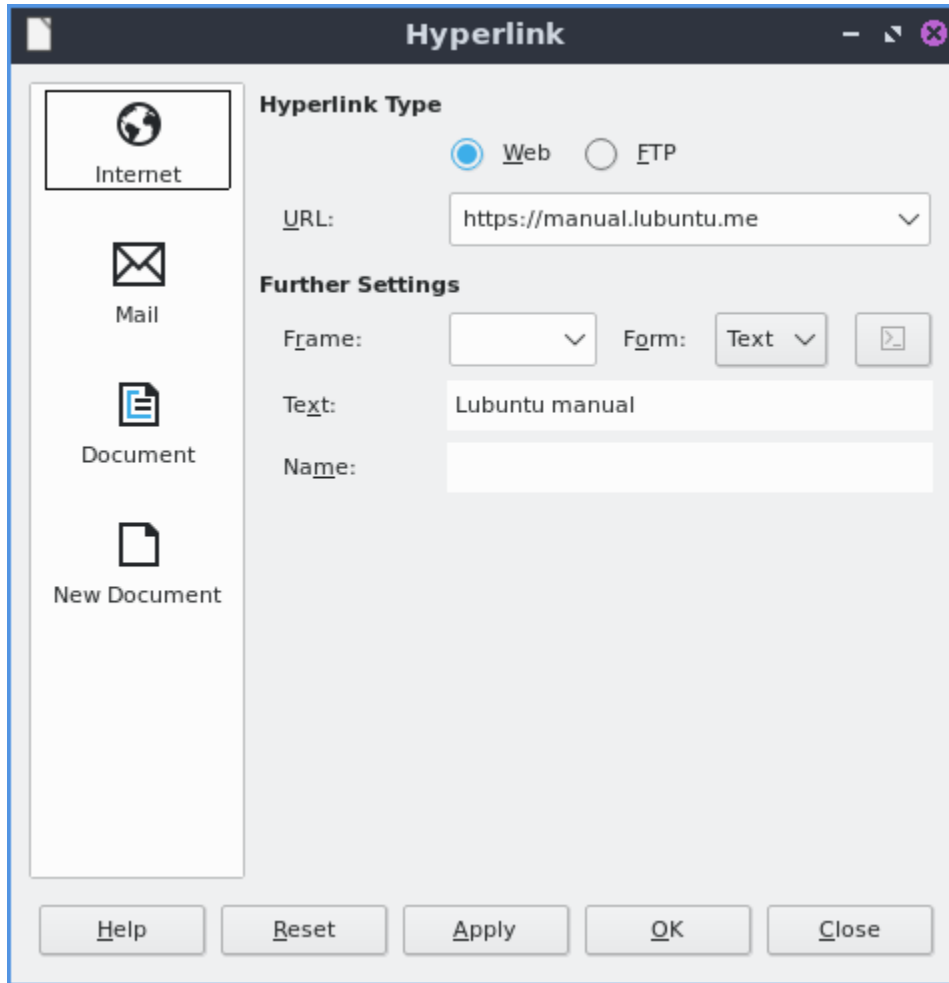 Hyperlink
Internet
Mail
Document
New Document
Hyperlink Type
Web FTP
URL: https://manual.lubuntu.me
Further Settings
Frame: Form: Text
Text: Lubuntu manual
Name:
Help Reset Apply OK Close